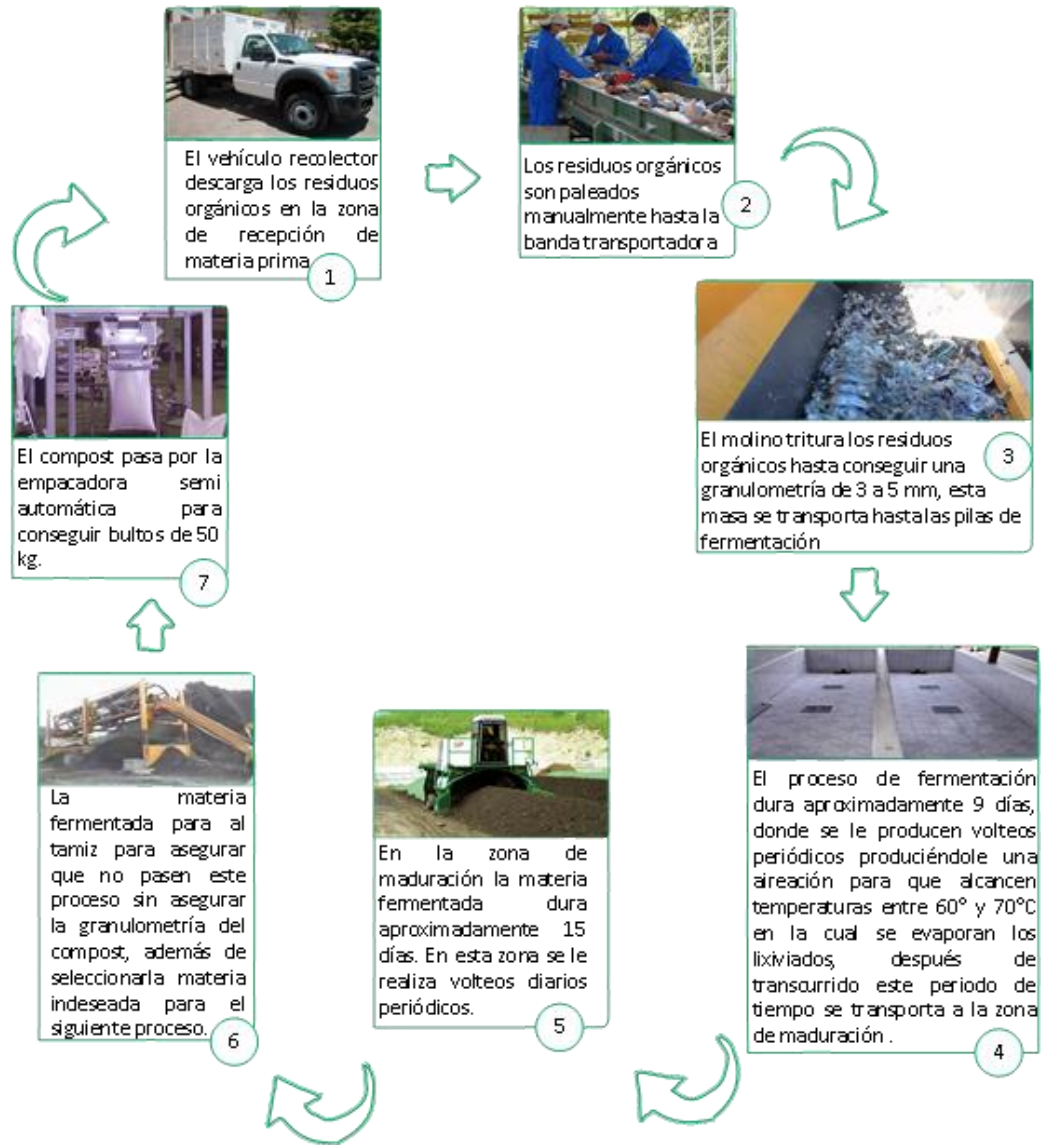 El vehículo recolector
descarga los residuos
orgánicos en la zona
de recepción de
materia prima
1
Los residuos orgánicos
son paleados
manualmente hasta la
banda transportadora
2
El molino tritura los residuos
orgánicos hasta conseguir una
granulometría de 3 a 5 mm, esta
masa se transporta hasta las pilas de
fermentación
3
El proceso de fermentación
dura aproximadamente 9 días,
donde se le producen volteos
periódicos produciéndole una
aireación para que alcancen
temperaturas entre 60° y 70°C
en la cual se evaporan los
lixiviados, después de
transcurrido este periodo de
tiempo se transporta a la zona
de maduración .
4
En la zona de
maduración la materia
fermentada dura
aproximadamente 15
días. En esta zona se le
realiza volteos diarios
periódicos.
5
La materia
fermentada para al
tamiz para asegurar
que no pasen este
proceso sin asegurar
la granulometría del
compost, además de
seleccionarla materia
indeseada para el
siguiente proceso.
6
El compost pasa por la
empacadora semi
automática para
conseguir bultos de 50
kg.
7